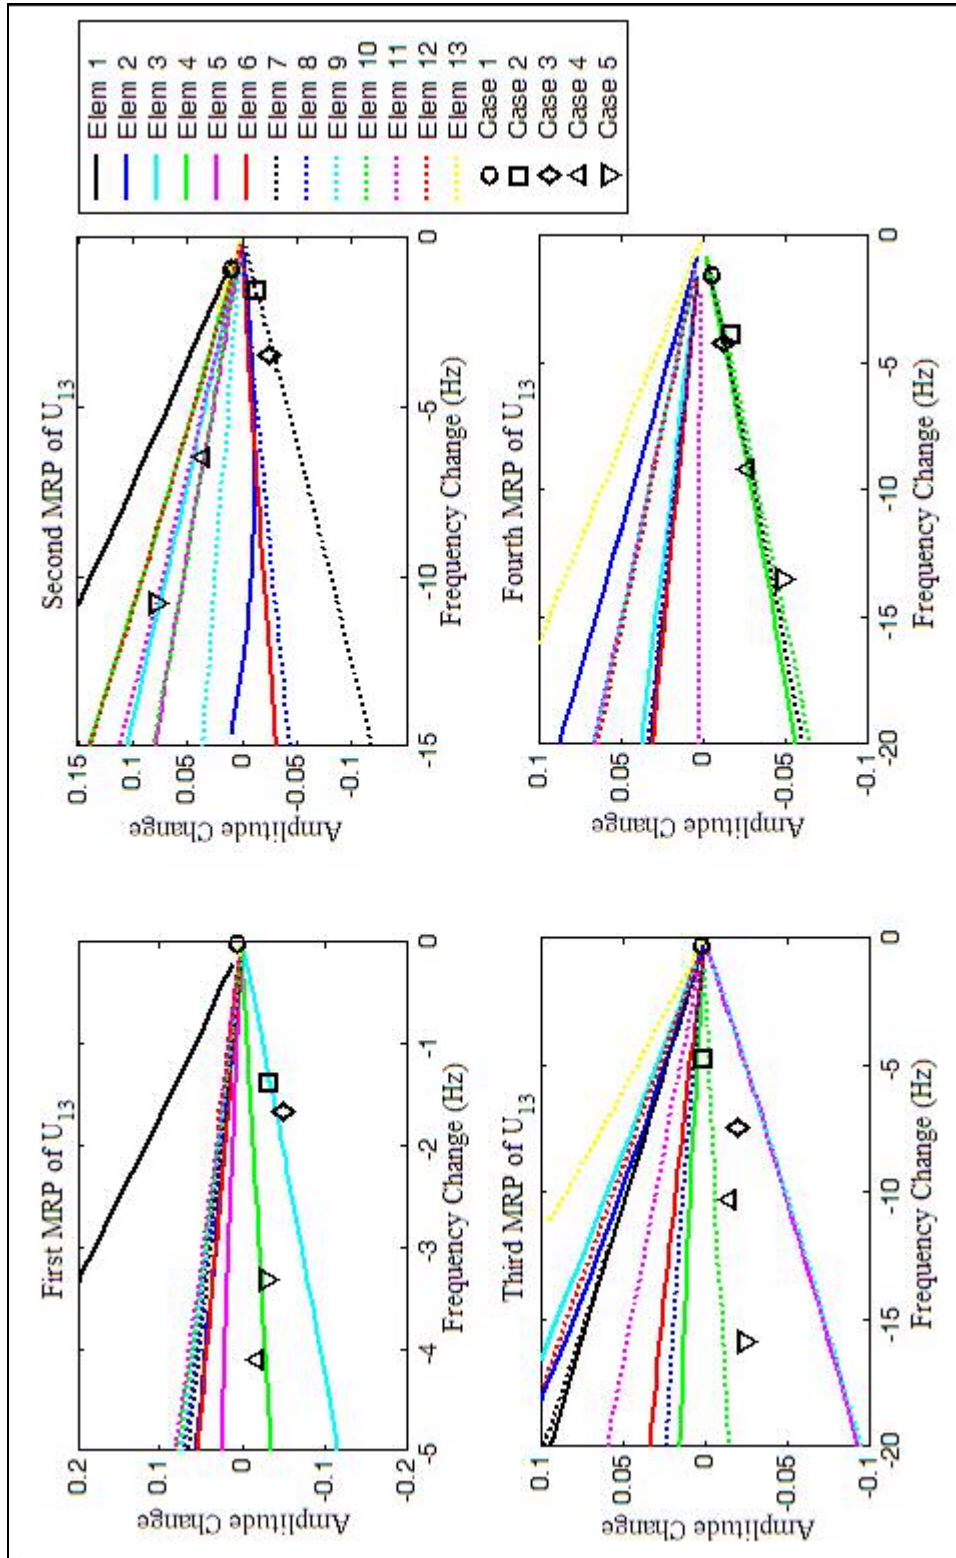 First MRP of U13
Amplitude Change
0.2
0.1
0
-0.1
-0.2
-5 -4 -3 -2 -1 0
Frequency Change (Hz)
Second MRP of U13
Amplitude Change
0.15
0.1
0.05
0
-0.05
-0.1
-15 -10 -5 0
Frequency Change (Hz)
Elem 1
Elem 2
Elem 3
Elem 4
Elem 5
Elem 6
Elem 7
Elem 8
Elem 9
Elem 10
Elem 11
Elem 12
Elem 13
Case 1
Case 2
Case 3
Case 4
Case 5
Third MRP of U13
Amplitude Change
0.1
0.05
0
-0.05
-0.1
-20 -15 -10 -5 0
Frequency Change (Hz)
Fourth MRP of U13
Amplitude Change
0.1
0.05
0
-0.05
-0.1
-20 -15 -10 -5 0
Frequency Change (Hz)